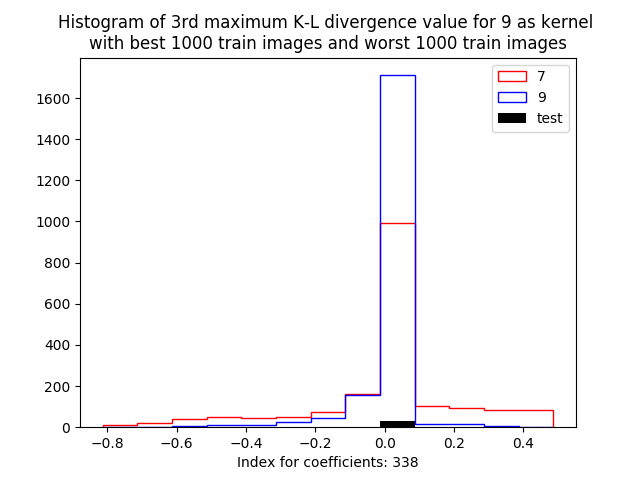 Histogram of 3rd maximum K-L divergence value for 9 as kernel
with best 1000 train images and worst 1000 train images
7
9
test
1600
1400
1200
1000
800
600
400
200
0
−0.8 −0.6 −0.4 −0.2 0.0 0.2 0.4
Index for coefficients: 338